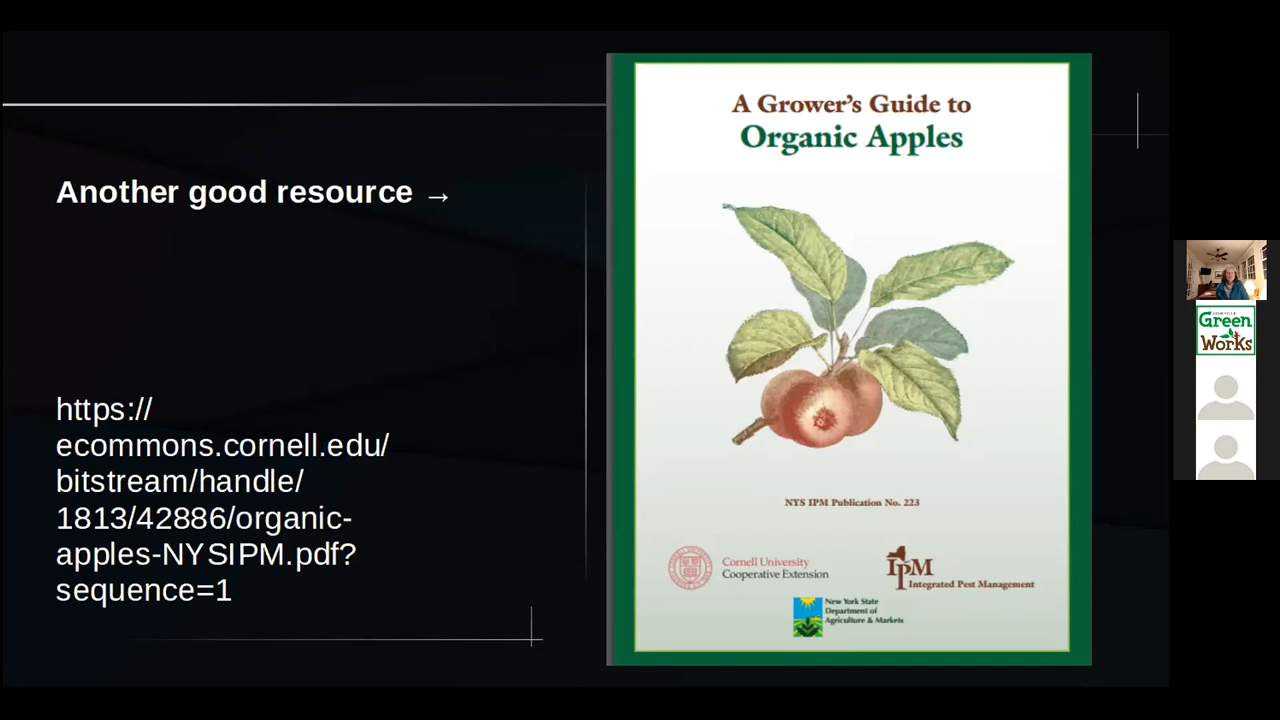 Another good resource →
https://
ecommons.cornell.edu/
bitstream/handle/
1813/42886/organic-
apples-NYSIPM.pdf?
sequence=1
A Grower's Guide to
Organic Apples
NYS IPM Publication No. 223
Cornell University
Cooperative Extension
IPM
Integrated Pest Management
New York State
Department of
Agriculture & Markets
ASHEVILLE
Green
Works